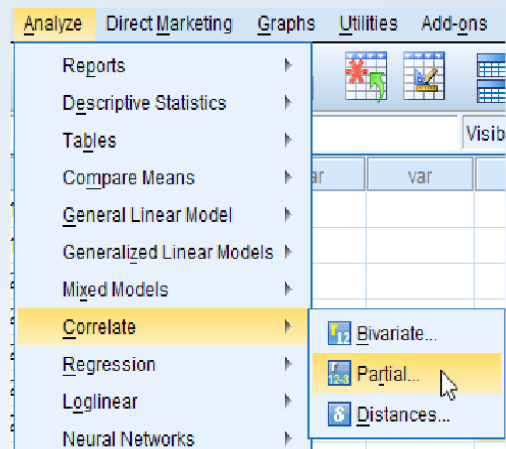 Analyze Direct Marketing Graphs Utilities Add-ons
Reports
Descriptive Statistics
Tables
Visib
Compare Means
ar var
General Linear Model
Generalized Linear Models
Mixed Models
Correlate
Bivariate...
Regression
Partial...
Loglinear
Distances...
Neural Networks